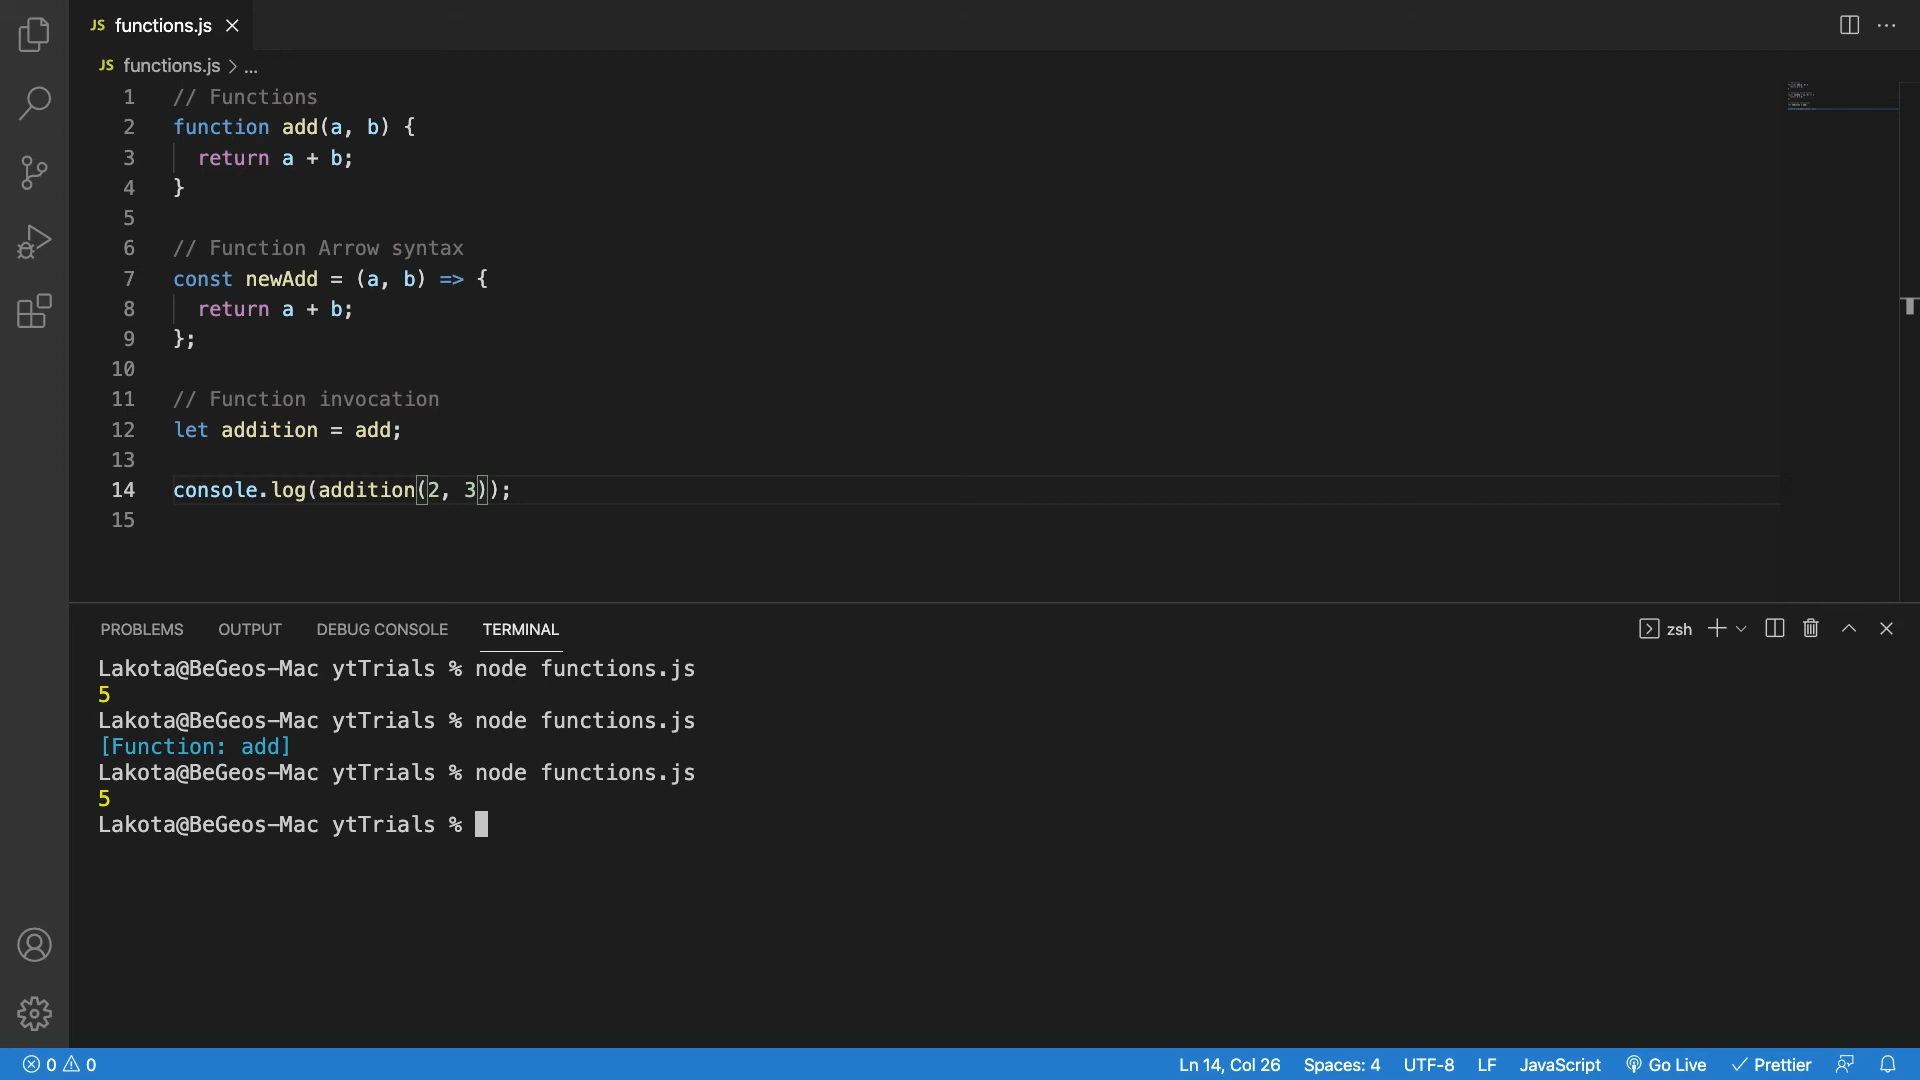 JS functions.js
JS functions.js > ...
1 // Functions
2 function add(a, b) {
3 return a + b;
4 }
5
6 // Function Arrow syntax
7 const newAdd = (a, b) => {
8 return a + b;
9 };
10
11 // Function invocation
12 let addition = add;
13
14 console.log(addition(2, 3));
15
PROBLEMS OUTPUT DEBUG CONSOLE TERMINAL zsh
Lakota@BeGeos-Mac ytTrials % node functions.js
5
Lakota@BeGeos-Mac ytTrials % node functions.js
[Function: add]
Lakota@BeGeos-Mac ytTrials % node functions.js
5
Lakota@BeGeos-Mac ytTrials %
0 0 Ln 14, Col 26 Spaces: 4 UTF-8 LF JavaScript Go Live Prettier